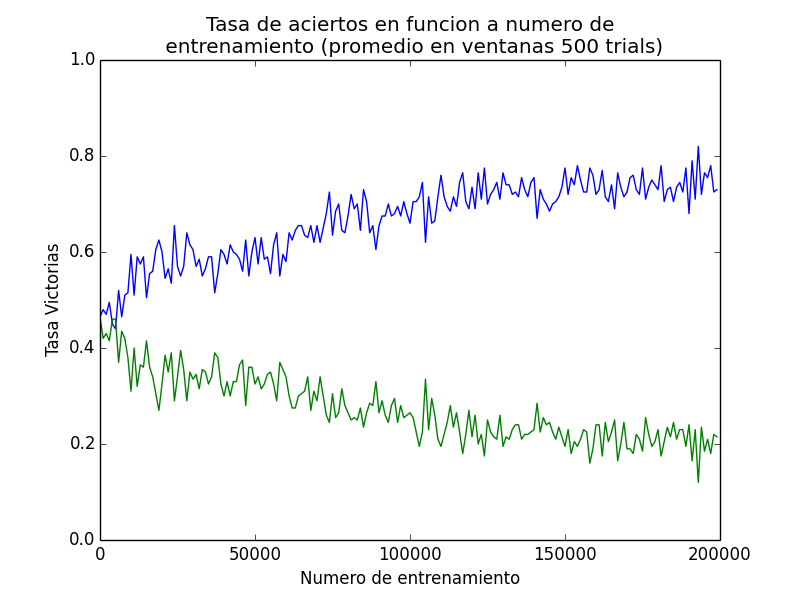 Tasa de aciertos en funcion a numero de
entrenamiento (promedio en ventanas 500 trials)
1.0
0.8
0.6
0.4
0.2
0.0
Tasa Victorias
0 50000 100000 150000 200000
Numero de entrenamiento